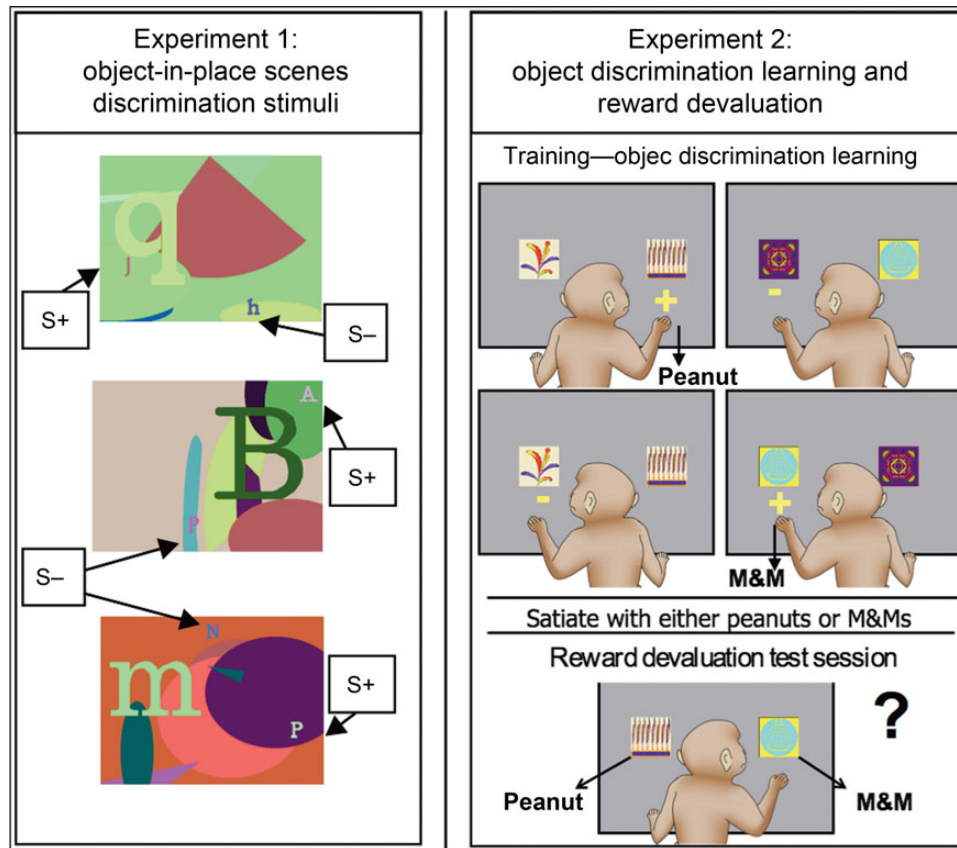 Experiment 1:
object-in-place scenes
discrimination stimuli
q
J
h
S+
S–
A
B
P
S+
S–
N
m
P
S+
Experiment 2:
object discrimination learning and
reward devaluation
Training—objec discrimination learning
+
-
Peanut
-
+
M&M
Satiate with either peanuts or M&Ms
Reward devaluation test session
?
Peanut
M&M